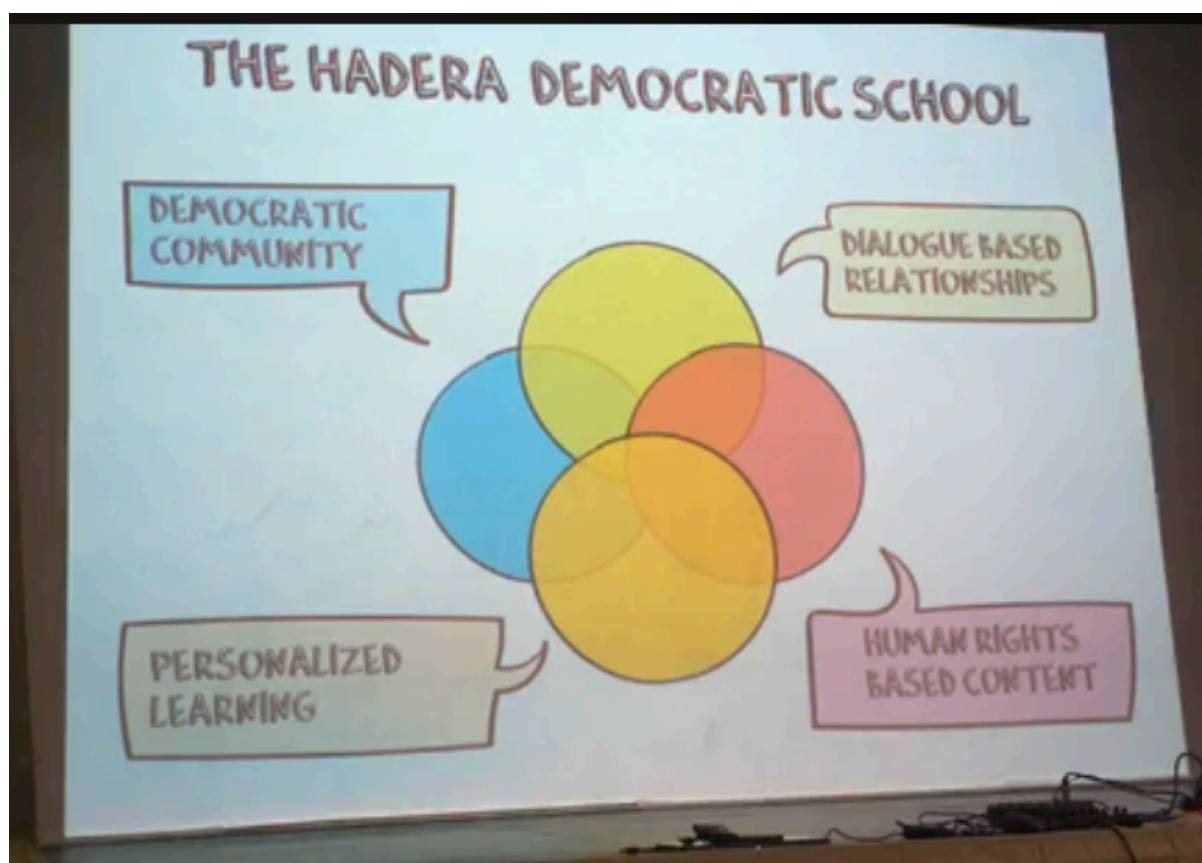 THE HADERA DEMOCRATIC SCHOOL
DEMOCRATIC
COMMUNITY
DIALOGUE BASED
RELATIONSHIPS
PERSONALIZED
LEARNING
HUMAN RIGHTS
BASED CONTENT